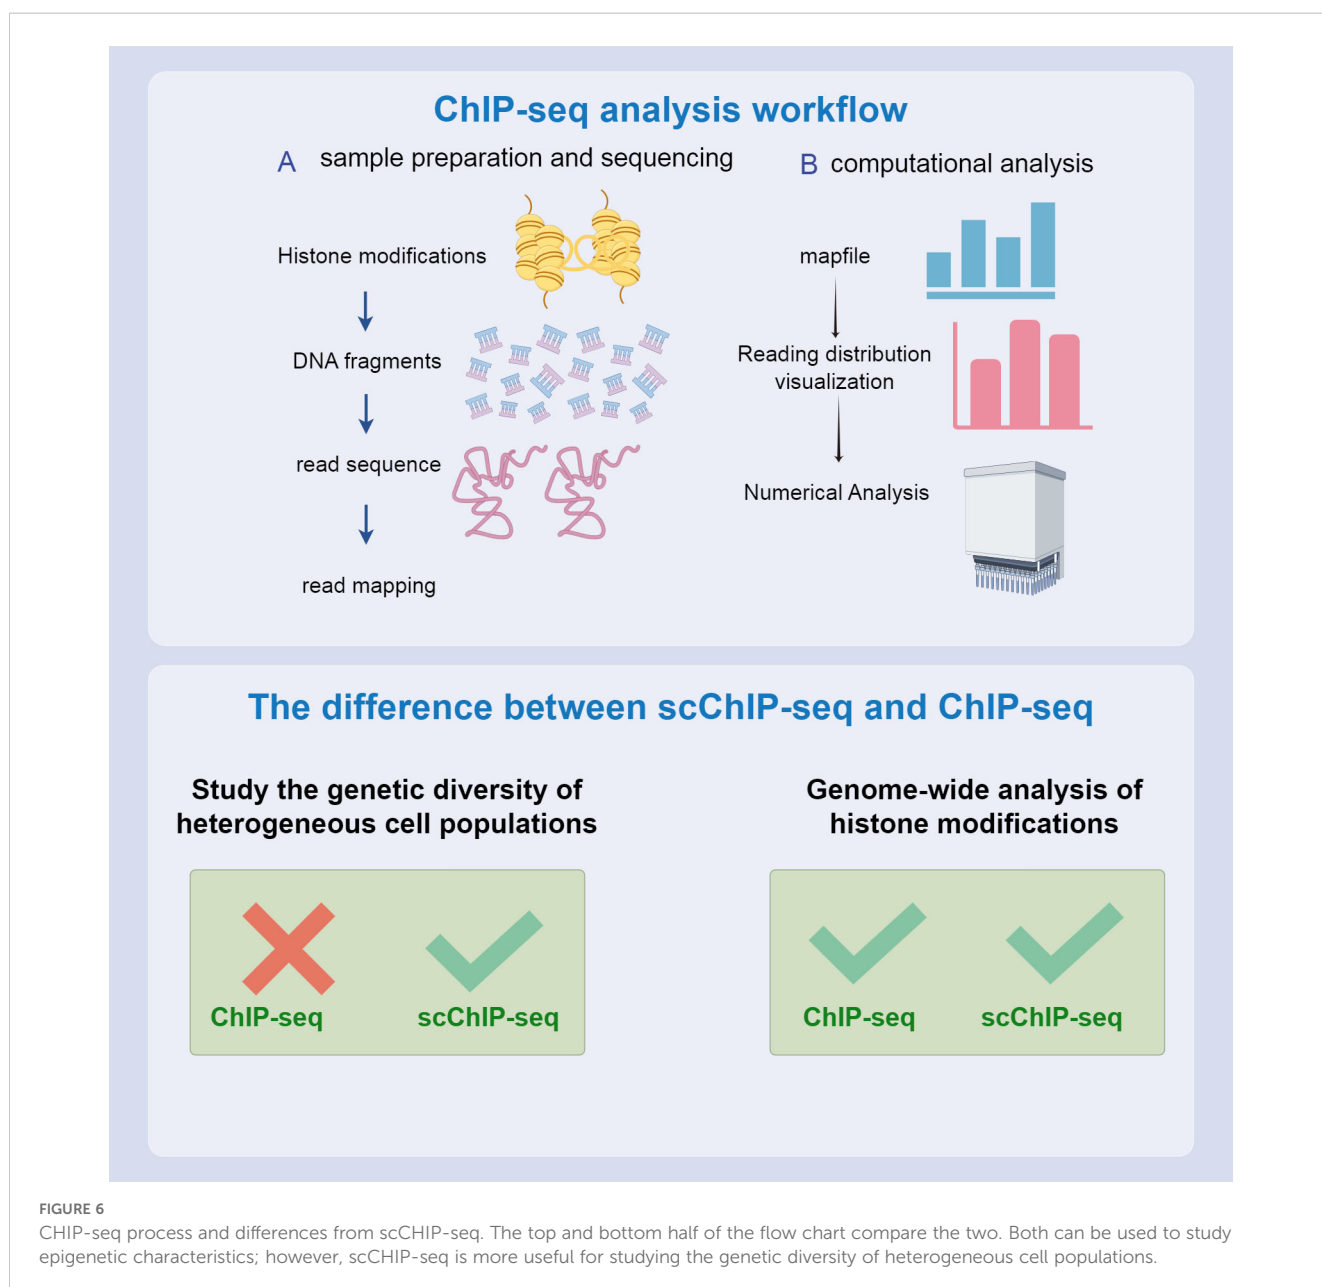 ChIP-seq analysis workflow
A sample preparation and sequencing
Histone modifications
DNA fragments
read sequence
read mapping
B computational analysis
mapfile
Reading distribution
visualization
Numerical Analysis
The difference between scChIP-seq and ChIP-seq
Study the genetic diversity of
heterogeneous cell populations
ChIP-seq
scChIP-seq
Genome-wide analysis of
histone modifications
ChIP-seq
scChIP-seq
FIGURE 6
CHIP-seq process and differences from scCHIP-seq. The top and bottom half of the flow chart compare the two. Both can be used to study
epigenetic characteristics; however, scCHIP-seq is more useful for studying the genetic diversity of heterogeneous cell populations.